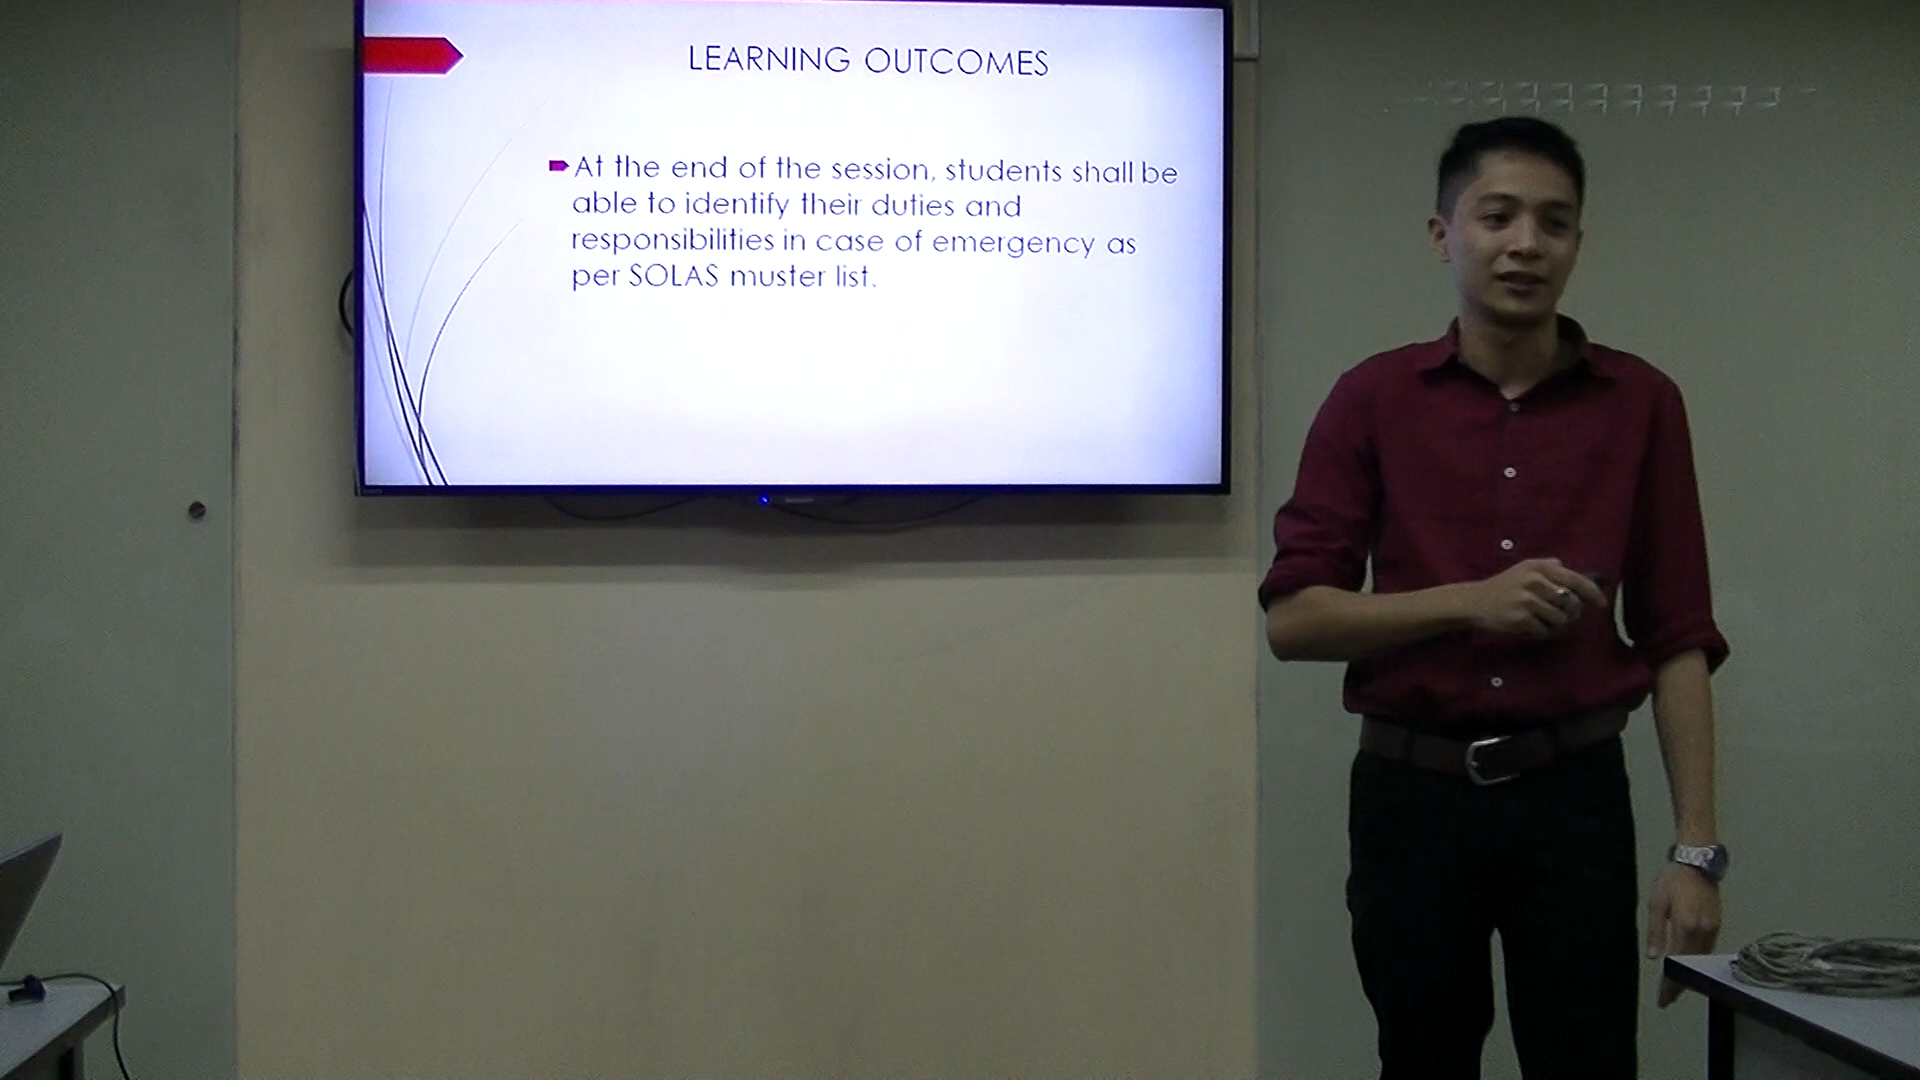 LEARNING OUTCOMES
At the end of the session, students shall be
able to identify their duties and
responsibilities in case of emergency as
per SOLAS muster list.